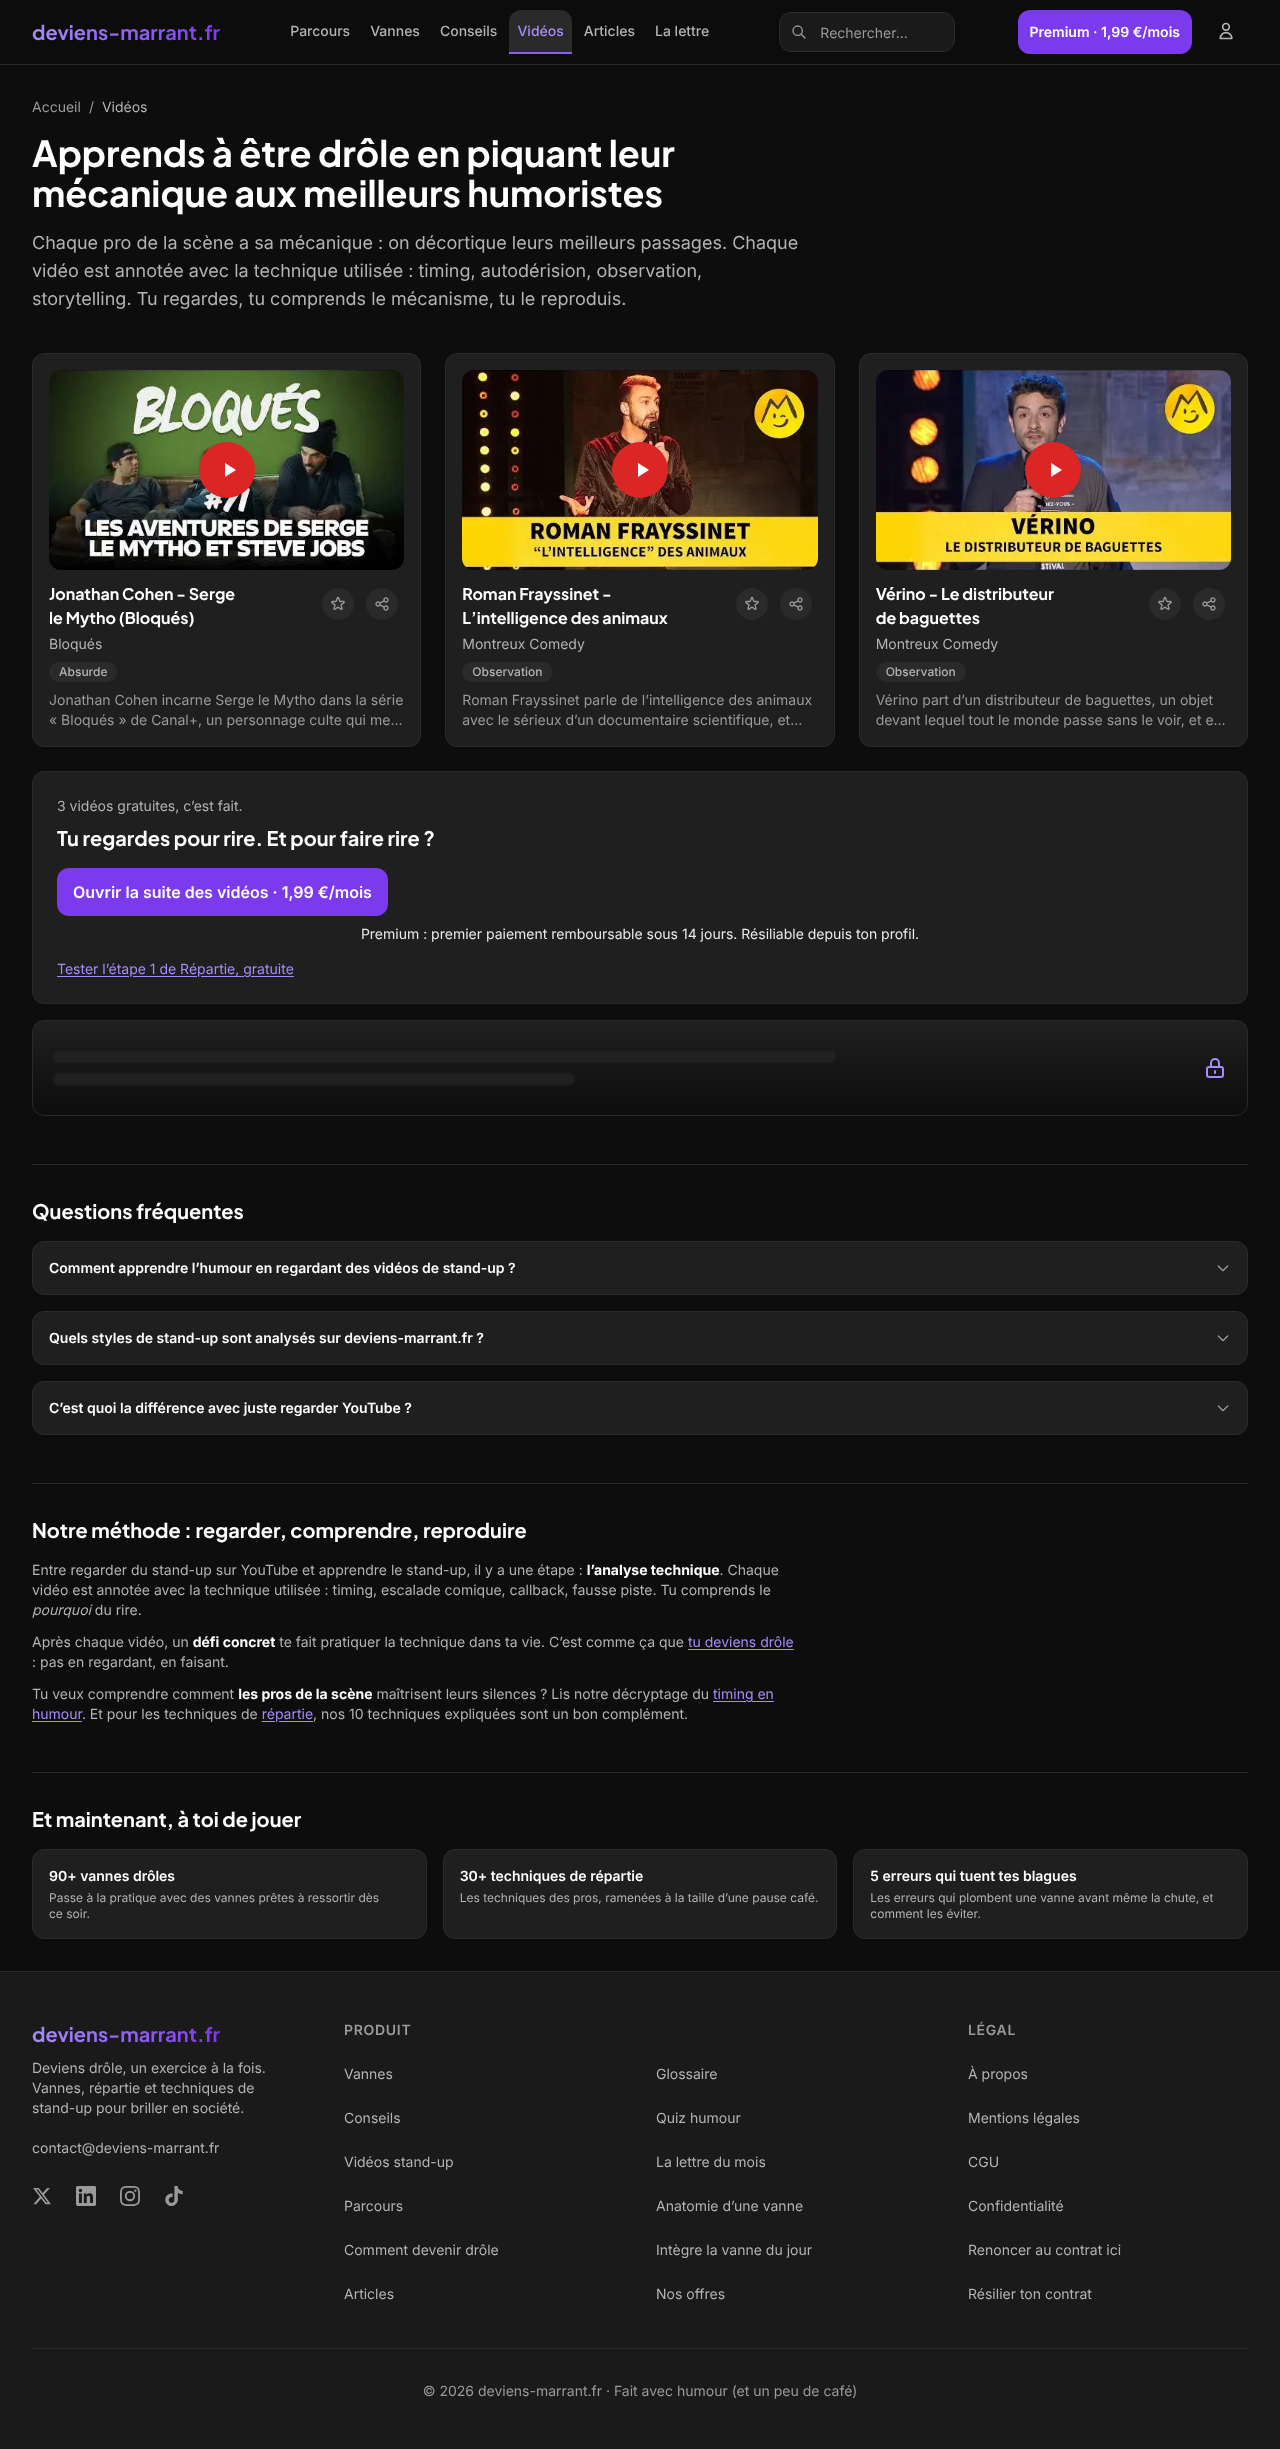 deviens-marrant.fr
Parcours
Vannes
Conseils
Vidéos
Articles
La lettre
Rechercher...
Premium · 1,99 €/mois
Accueil / Vidéos
Apprends à être drôle en piquant leur
mécanique aux meilleurs humoristes
Chaque pro de la scène a sa mécanique : on décortique leurs meilleurs passages. Chaque
vidéo est annotée avec la technique utilisée : timing, autodérision, observation,
storytelling. Tu regardes, tu comprends le mécanisme, tu le reproduis.
BLOQUÉS
#71
LES AVENTURES DE SERGE
LE MYTHO ET STEVE JOBS
Jonathan Cohen - Serge
le Mytho (Bloqués)
Bloqués
Absurde
Jonathan Cohen incarne Serge le Mytho dans la série
« Bloqués » de Canal+, un personnage culte qui me...
ROMAN FRAYSSINET
“L’INTELLIGENCE” DES ANIMAUX
Roman Frayssinet -
L’intelligence des animaux
Montreux Comedy
Observation
Roman Frayssinet parle de l’intelligence des animaux
avec le sérieux d’un documentaire scientifique, et...
VÉRINO
LE DISTRIBUTEUR DE BAGUETTES
STIVAL
Vérino - Le distributeur
de baguettes
Montreux Comedy
Observation
Vérino part d’un distributeur de baguettes, un objet
devant lequel tout le monde passe sans le voir, et e...
3 vidéos gratuites, c’est fait.
Tu regardes pour rire. Et pour faire rire ?
Ouvrir la suite des vidéos · 1,99 €/mois
Premium : premier paiement remboursable sous 14 jours. Résiliable depuis ton profil.
Tester l’étape 1 de Répartie, gratuite
Questions fréquentes
Comment apprendre l’humour en regardant des vidéos de stand-up ?
Quels styles de stand-up sont analysés sur deviens-marrant.fr ?
C’est quoi la différence avec juste regarder YouTube ?
Notre méthode : regarder, comprendre, reproduire
Entre regarder du stand-up sur YouTube et apprendre le stand-up, il y a une étape : l’analyse technique. Chaque
vidéo est annotée avec la technique utilisée : timing, escalade comique, callback, fausse piste. Tu comprends le
pourquoi du rire.
Après chaque vidéo, un défi concret te fait pratiquer la technique dans ta vie. C’est comme ça que tu deviens drôle
: pas en regardant, en faisant.
Tu veux comprendre comment les pros de la scène maîtrisent leurs silences ? Lis notre décryptage du timing en
humour. Et pour les techniques de répartie, nos 10 techniques expliquées sont un bon complément.
Et maintenant, à toi de jouer
90+ vannes drôles
Passe à la pratique avec des vannes prêtes à ressortir dès
ce soir.
30+ techniques de répartie
Les techniques des pros, ramenées à la taille d’une pause café.
5 erreurs qui tuent tes blagues
Les erreurs qui plombent une vanne avant même la chute, et
comment les éviter.
deviens-marrant.fr
Deviens drôle, un exercice à la fois.
Vannes, répartie et techniques de
stand-up pour briller en société.
contact@deviens-marrant.fr
PRODUIT
Vannes
Conseils
Vidéos stand-up
Parcours
Comment devenir drôle
Articles
Glossaire
Quiz humour
La lettre du mois
Anatomie d’une vanne
Intègre la vanne du jour
Nos offres
LÉGAL
À propos
Mentions légales
CGU
Confidentialité
Renoncer au contrat ici
Résilier ton contrat
© 2026 deviens-marrant.fr · Fait avec humour (et un peu de café)